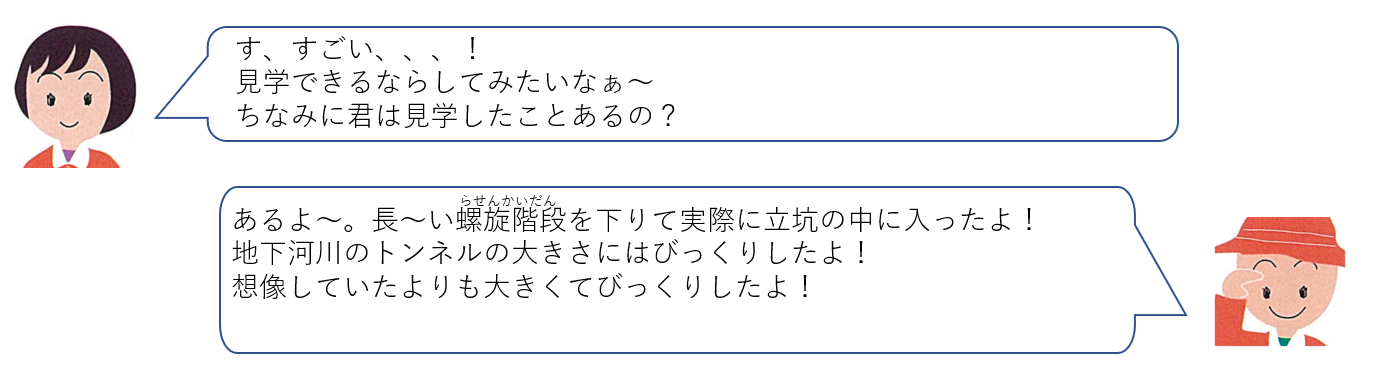 す、すごい、、、！
見学できるならしてみたいなぁ～
ちなみに君は見学したことあるの？
らせんかいだん
あるよ～。長～い螺旋階段を下りて実際に立坑の中に入ったよ！
地下河川のトンネルの大きさにはびっくりしたよ！
想像していたよりも大きくてびっくりしたよ！